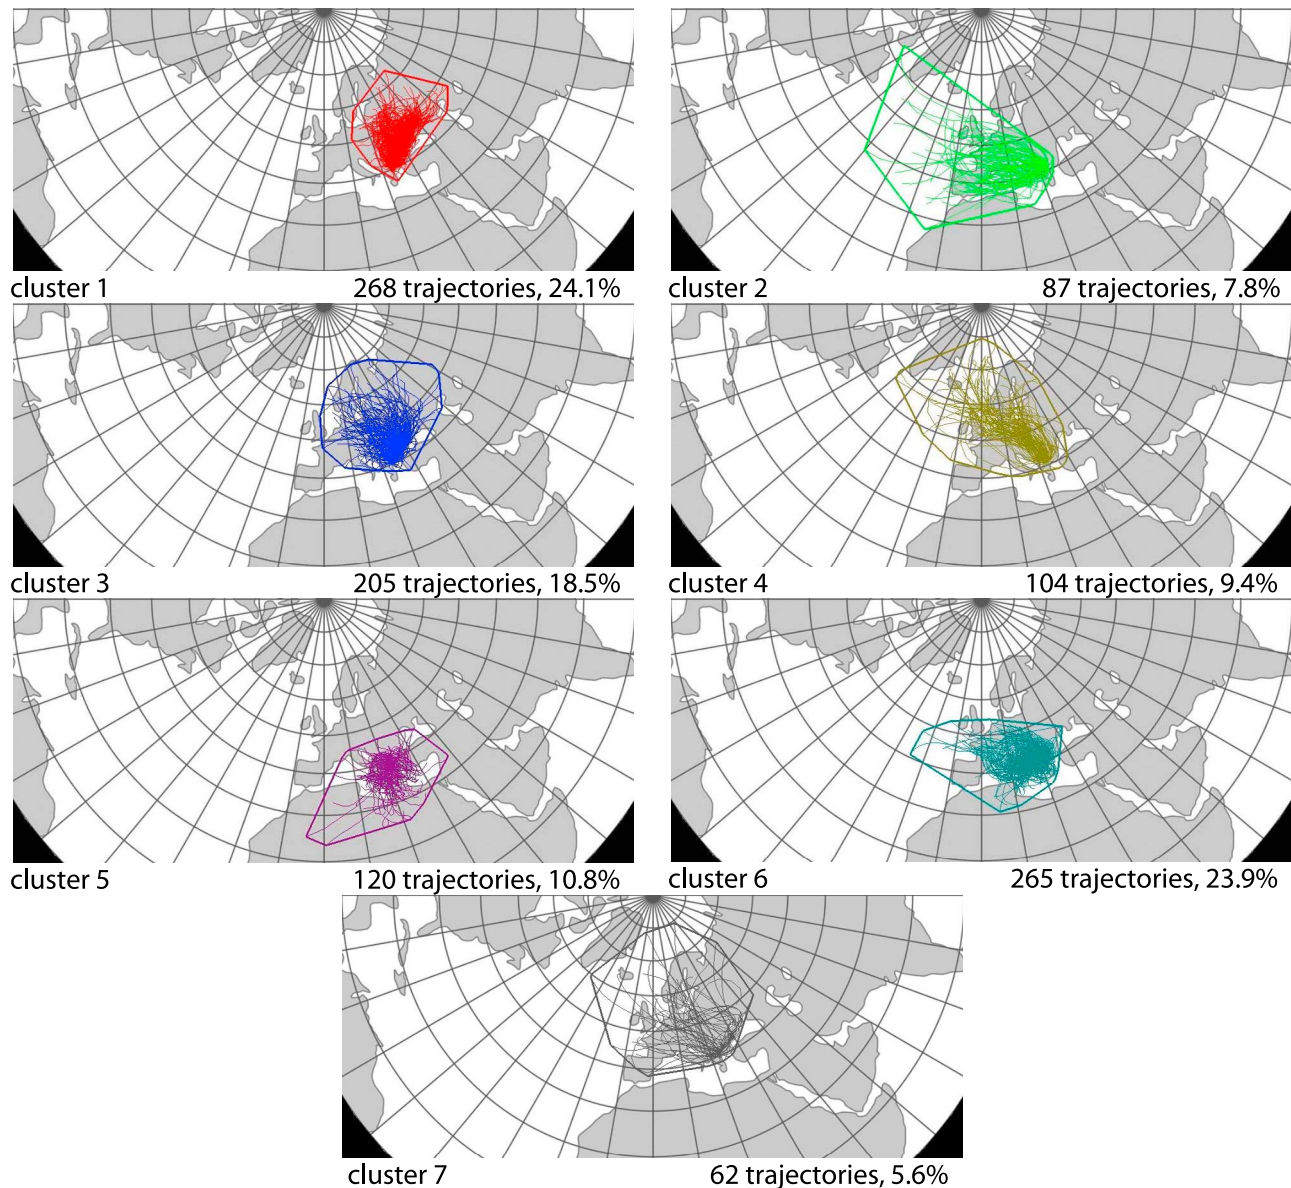 cluster 1 268 trajectories, 24.1%
cluster 2 87 trajectories, 7.8%
cluster 3 205 trajectories, 18.5%
cluster 4 104 trajectories, 9.4%
cluster 5 120 trajectories, 10.8%
cluster 6 265 trajectories, 23.9%
cluster 7 62 trajectories, 5.6%